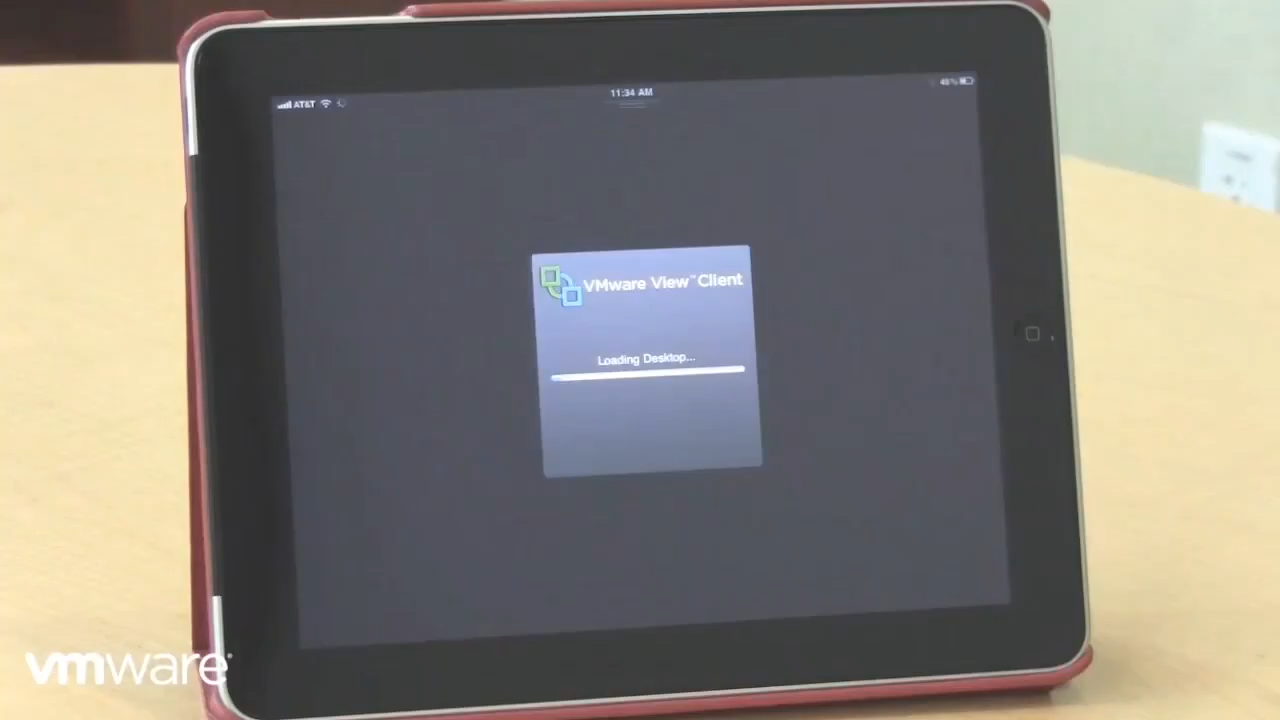 AT&T
11:34 AM
48%
VMware View™ Client
Loading Desktop...
vmware